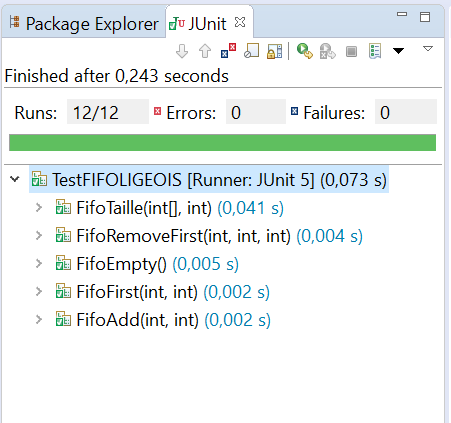 Package Explorer JUnit
Finished after 0,243 seconds
Runs: 12/12 Errors: 0 Failures: 0
TestFIFOLIGEOIS [Runner: JUnit 5] (0,073 s)
FifoTaille(int[], int) (0,041 s)
FifoRemoveFirst(int, int, int) (0,004 s)
FifoEmpty() (0,005 s)
FifoFirst(int, int) (0,002 s)
FifoAdd(int, int) (0,002 s)